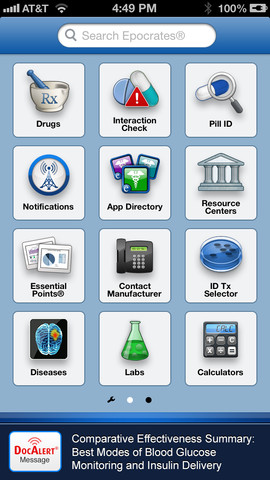 AT&T 4:49 PM 100%
Search Epocrates®
Rx
Drugs
Interaction
Check
Pill ID
Notifications
App Directory
Resource
Centers
Essential
Points®
Contact
Manufacturer
ID Tx
Selector
Diseases
Labs
CALC
Calculators
DOCALERT®
Message
Comparative Effectiveness Summary:
Best Modes of Blood Glucose
Monitoring and Insulin Delivery